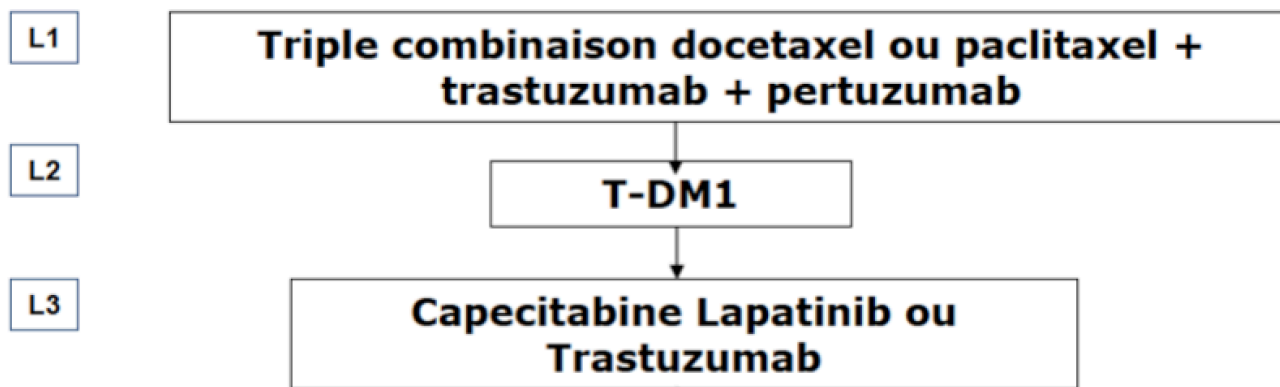 L1
Triple combinaison docetaxel ou paclitaxel +
trastuzumab + pertuzumab
L2
T-DM1
L3
Capecitabine Lapatinib ou
Trastuzumab